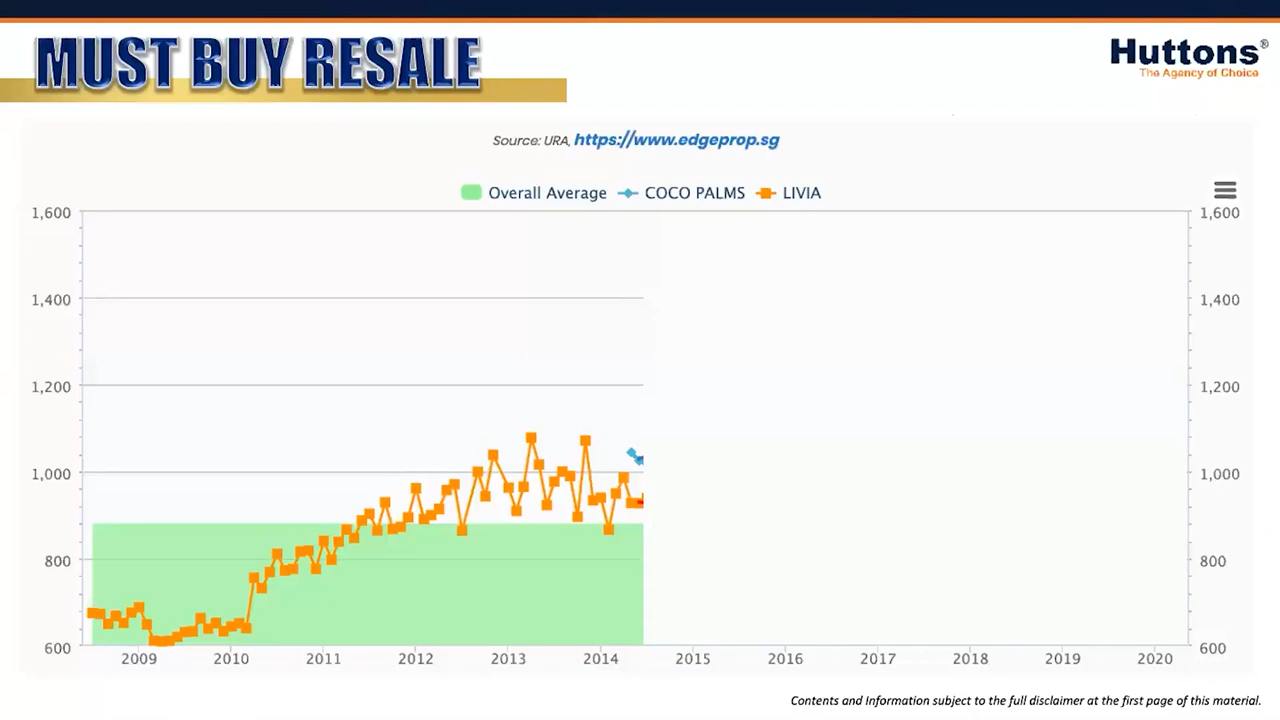 MUST BUY RESALE
Huttons®
The Agency of Choice
Source: URA, https://www.edgeprop.sg
Overall Average COCO PALMS LIVIA
1,600 1,600
1,400 1,400
1,200 1,200
1,000 1,000
800 800
600 600
2009 2010 2011 2012 2013 2014 2015 2016 2017 2018 2019 2020
Contents and Information subject to the full disclaimer at the first page of this material.